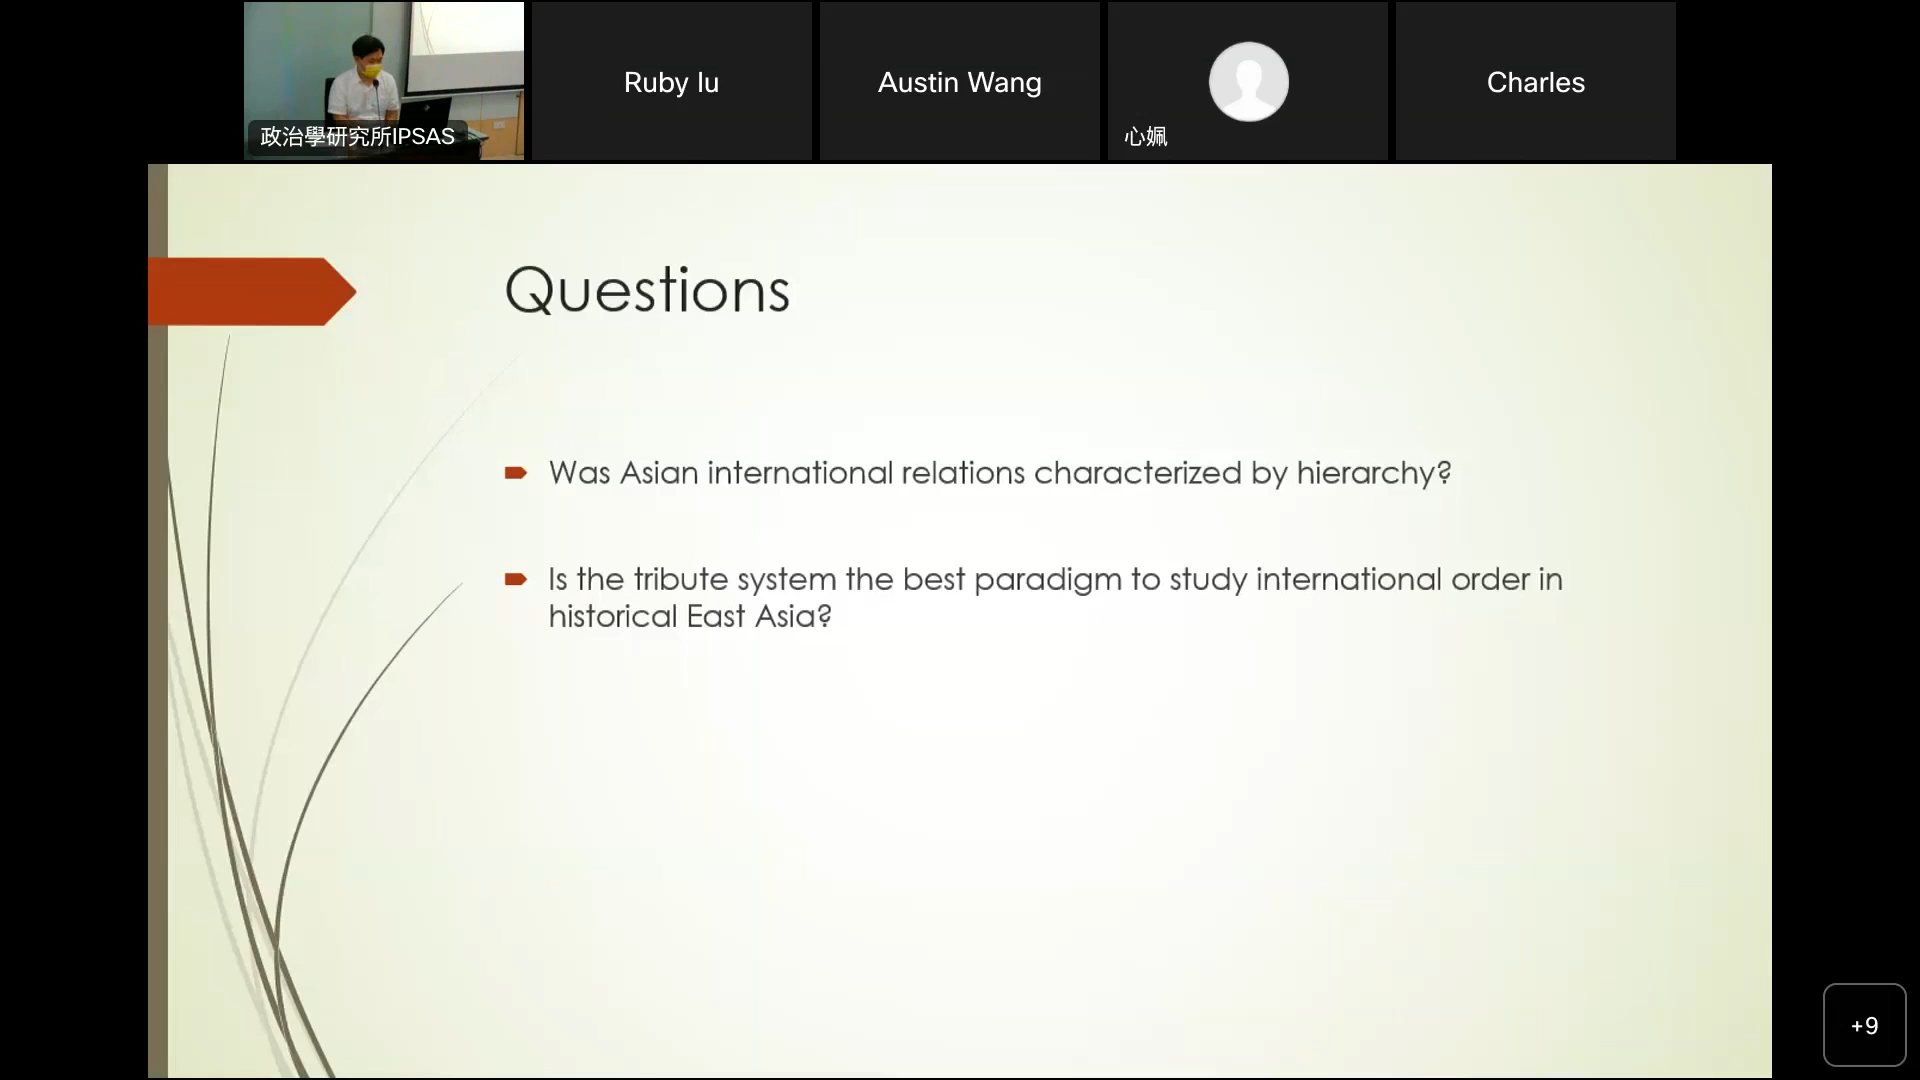 政治學研究所IPSAS
Ruby lu
Austin Wang
心姵
Charles
Questions
Was Asian international relations characterized by hierarchy?
Is the tribute system the best paradigm to study international order in
historical East Asia?
+9